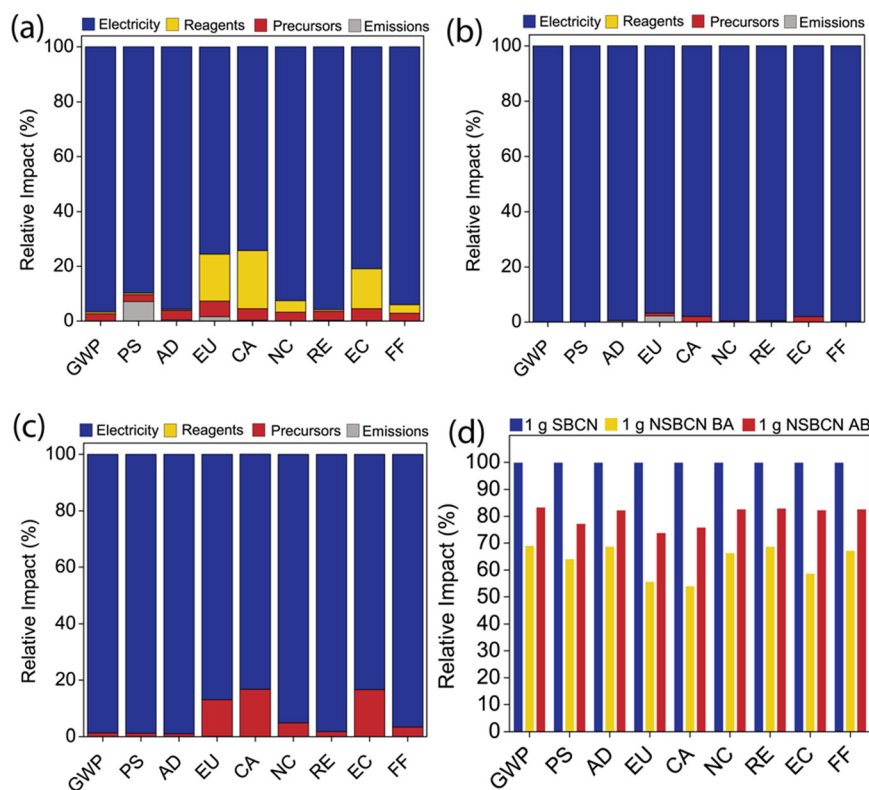 (a)
Electricity Reagents Precursors Emissions
Relative Impact (%)
100
80
60
40
20
0
GWP PS AD EU CA NC RE EC FF
(b)
Electricity Reagents Precursors Emissions
Relative Impact (%)
100
80
60
40
20
0
GWP PS AD EU CA NC RE EC FF
(c)
Electricity Reagents Precursors Emissions
Relative Impact (%)
100
80
60
40
20
0
GWP PS AD EU CA NC RE EC FF
(d)
1 g SBCN 1 g NSBCN BA 1 g NSBCN AB
Relative Impact (%)
100
90
80
70
60
50
40
30
20
10
0
GWP PS AD EU CA NC RE EC FF